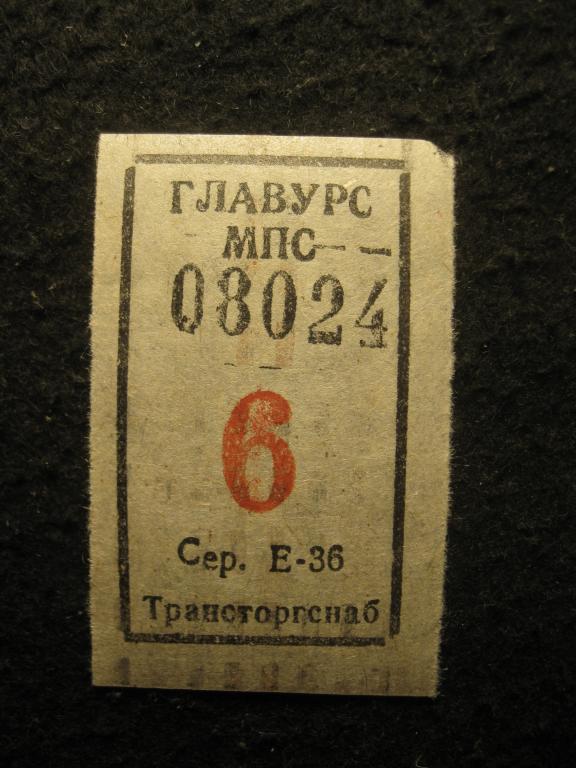 ГЛАВУРС
МПС
08024
6
Сер. Е-36
Трансторгснаб